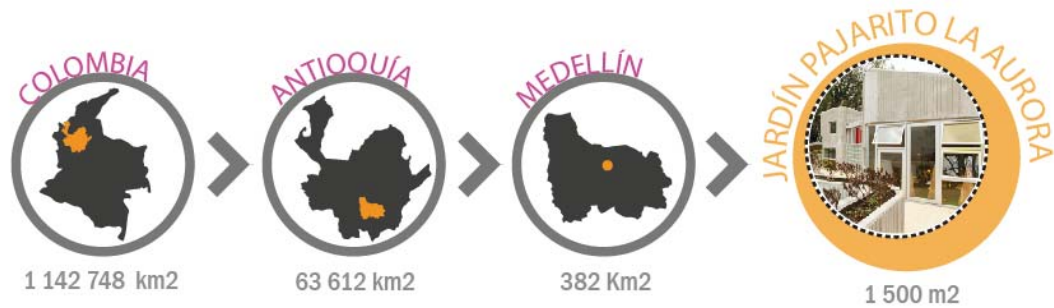 COLOMBIA
1 142 748 km2
ANTIOQUÍA
63 612 km2
MEDELLÍN
382 Km2
JARDÍN PAJARITO LA AURORA
1 500 m2